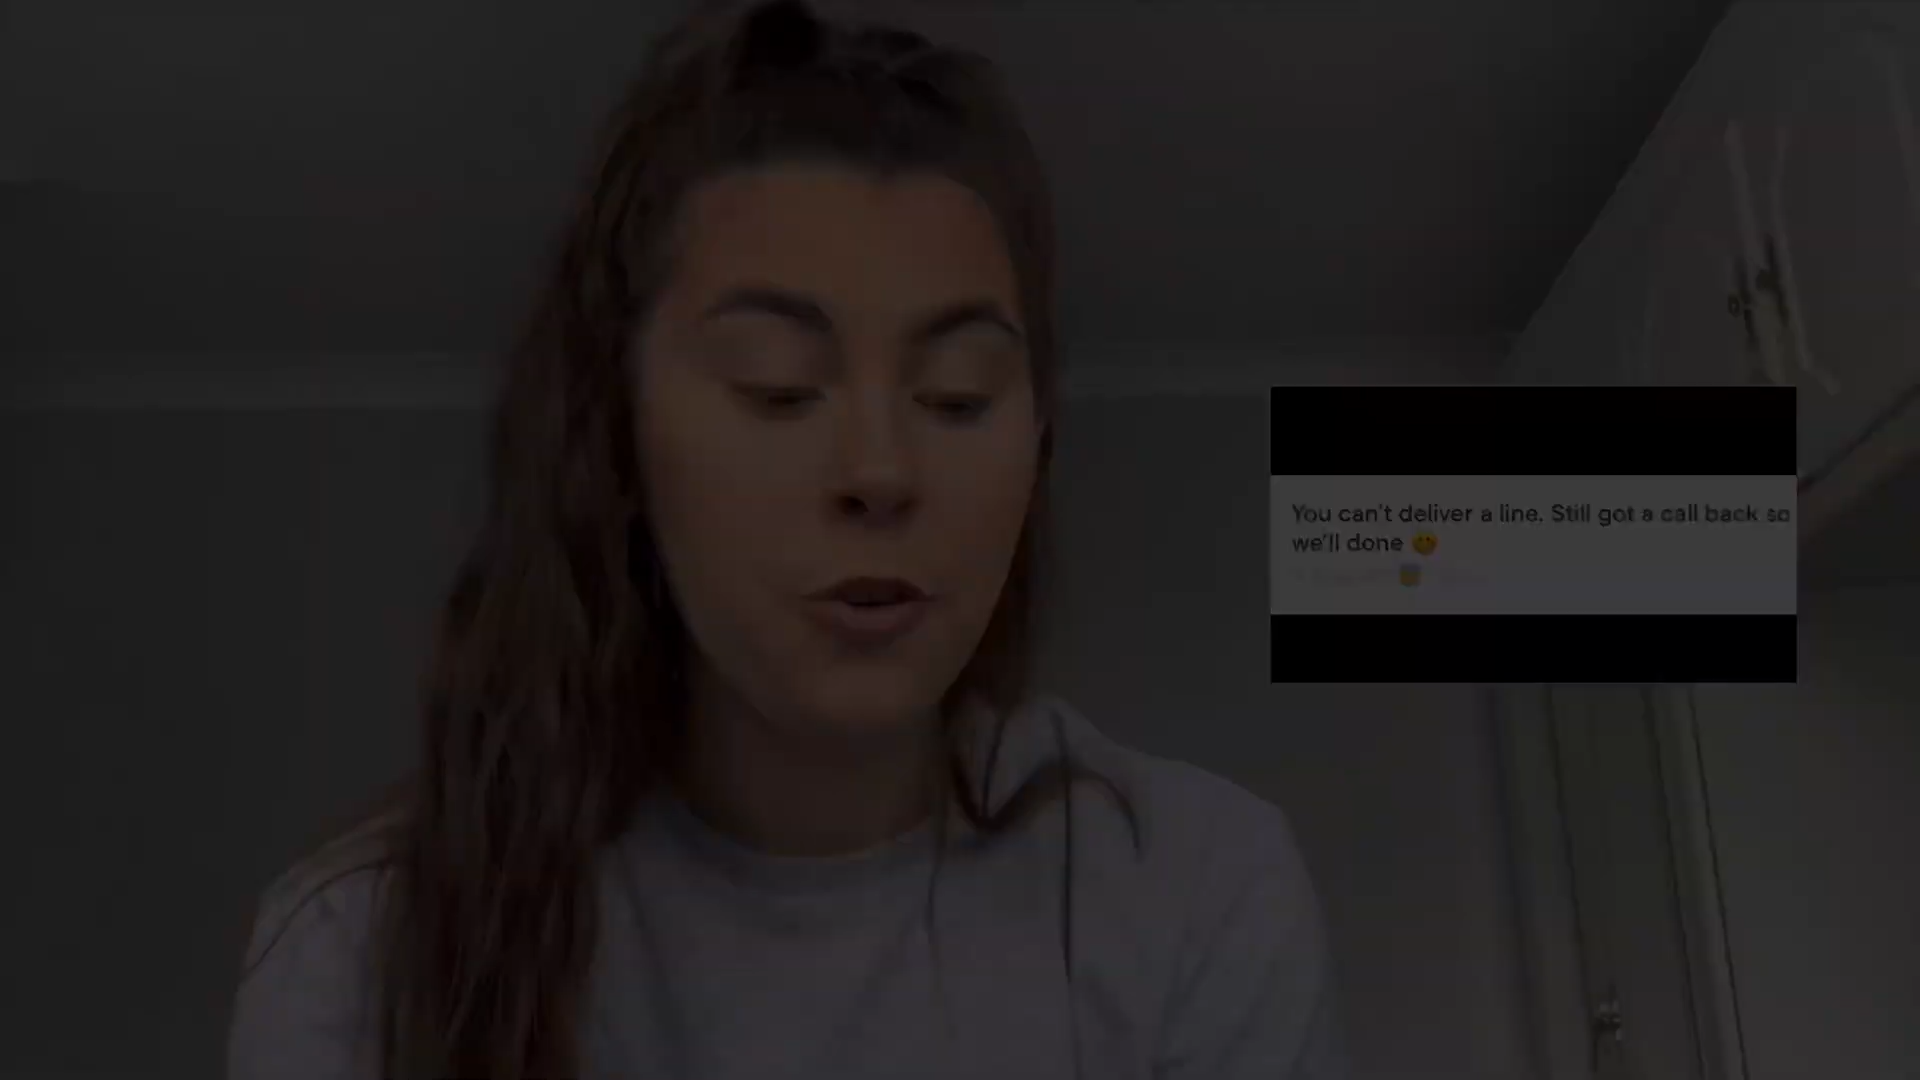 You can't deliver a line. Still got a call back so
we'll done 😶